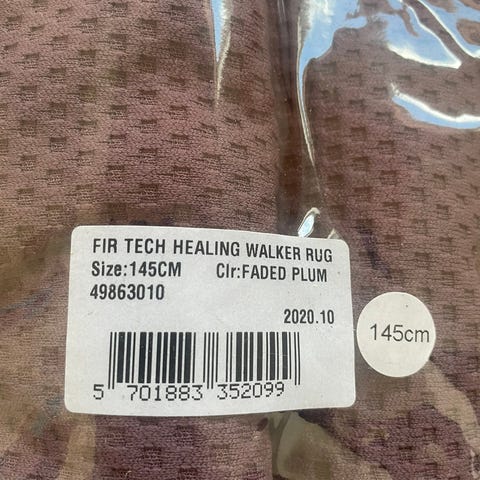 FIR TECH HEALING WALKER RUG
Size:145CM Clr:FADED PLUM
49863010
2020.10
5 701883 352099
145cm